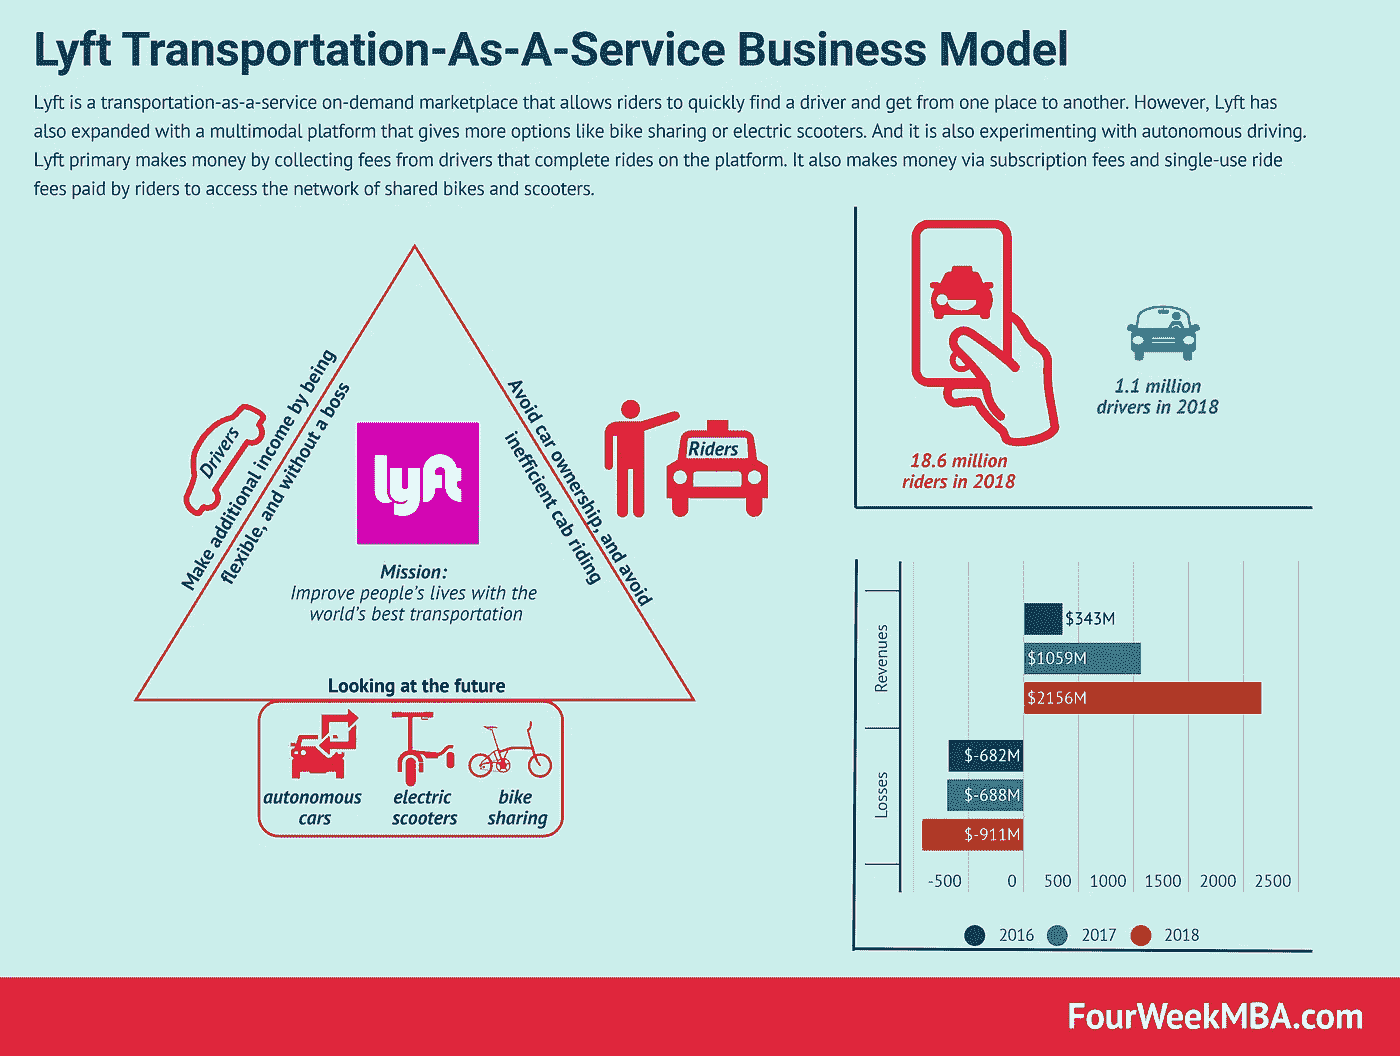 Lyft Transportation-As-A-Service Business Model
Lyft is a transportation-as-a-service on-demand marketplace that allows riders to quickly find a driver and get from one place to another. However, Lyft has
also expanded with a multimodal platform that gives more options like bike sharing or electric scooters. And it is also experimenting with autonomous driving.
Lyft primary makes money by collecting fees from drivers that complete rides on the platform. It also makes money via subscription fees and single-use ride
fees paid by riders to access the network of shared bikes and scooters.
Drivers
Make additional income by being
flexible, and without a boss
lyft
Mission:
Improve people's lives with the
world's best transportation
Avoid car ownership, and avoid
inefficient cab riding
Riders
Looking at the future
autonomous
cars
electric
scooters
bike
sharing
18.6 million
riders in 2018
1.1 million
drivers in 2018
Revenues
$343M
$1059M
$2156M
Losses
$-682M
$-688M
$-911M
-500 0 500 1000 1500 2000 2500
2016 2017 2018
FourWeekMBA.com